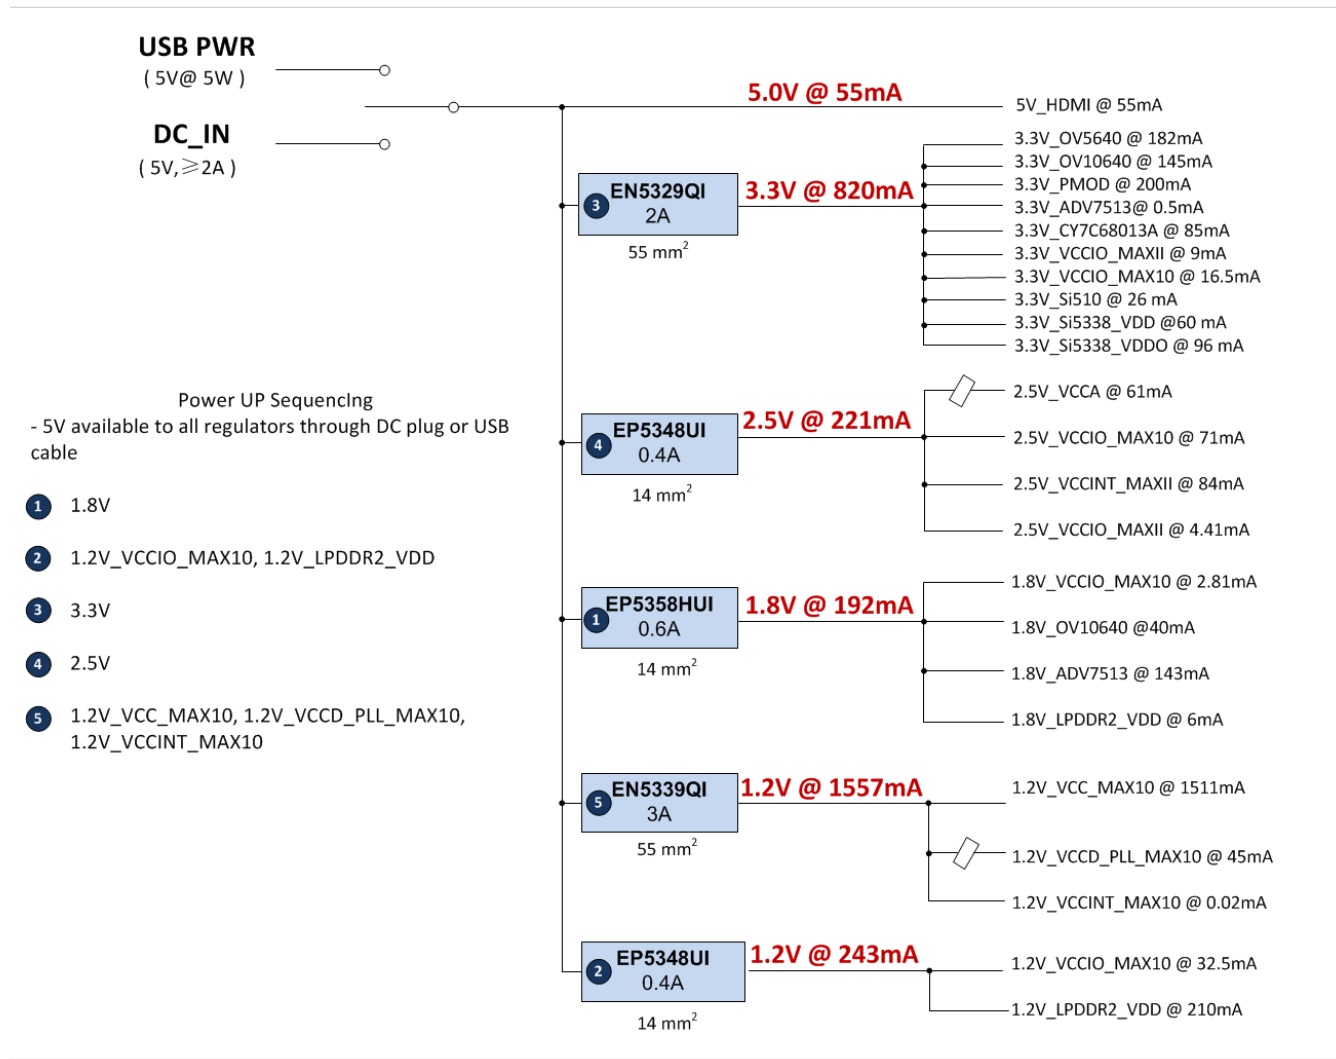 USB PWR
( 5V@ 5W )
DC_IN
( 5V,≥2A )
5.0V @ 55mA
5V_HDMI @ 55mA
3
EN5329QI
2A
55 mm²
3.3V @ 820mA
3.3V_OV5640 @ 182mA
3.3V_OV10640 @ 145mA
3.3V_PMOD @ 200mA
3.3V_ADV7513@ 0.5mA
3.3V_CY7C68013A @ 85mA
3.3V_VCCIO_MAXII @ 9mA
3.3V_VCCIO_MAX10 @ 16.5mA
3.3V_Si510 @ 26 mA
3.3V_Si5338_VDD @60 mA
3.3V_Si5338_VDDO @ 96 mA
Power UP SequencIng
- 5V available to all regulators through DC plug or USB
cable
1 1.8V
2 1.2V_VCCIO_MAX10, 1.2V_LPDDR2_VDD
3 3.3V
4 2.5V
5 1.2V_VCC_MAX10, 1.2V_VCCD_PLL_MAX10,
1.2V_VCCINT_MAX10
4
EP5348UI
0.4A
14 mm²
2.5V @ 221mA
2.5V_VCCA @ 61mA
2.5V_VCCIO_MAX10 @ 71mA
2.5V_VCCINT_MAXII @ 84mA
2.5V_VCCIO_MAXII @ 4.41mA
1
EP5358HUI
0.6A
14 mm²
1.8V @ 192mA
1.8V_VCCIO_MAX10 @ 2.81mA
1.8V_OV10640 @40mA
1.8V_ADV7513 @ 143mA
1.8V_LPDDR2_VDD @ 6mA
5
EN5339QI
3A
55 mm²
1.2V @ 1557mA
1.2V_VCC_MAX10 @ 1511mA
1.2V_VCCD_PLL_MAX10 @ 45mA
1.2V_VCCINT_MAX10 @ 0.02mA
2
EP5348UI
0.4A
14 mm²
1.2V @ 243mA
1.2V_VCCIO_MAX10 @ 32.5mA
1.2V_LPDDR2_VDD @ 210mA